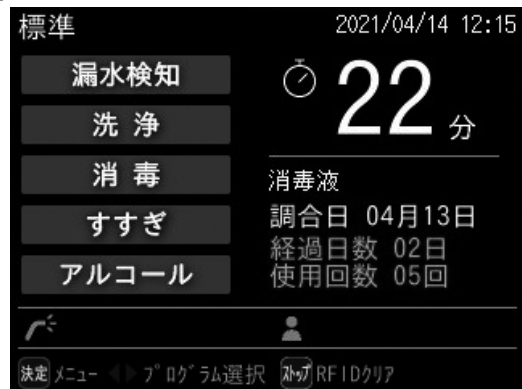 標準 2021/04/14 12:15
漏水検知
洗 浄
消 毒
すすぎ
アルコール
22分
消毒液
調合日 04月13日
経過日数 02日
使用回数 05回
決定 メニュー プログラム選択 ストップ RFIDクリア